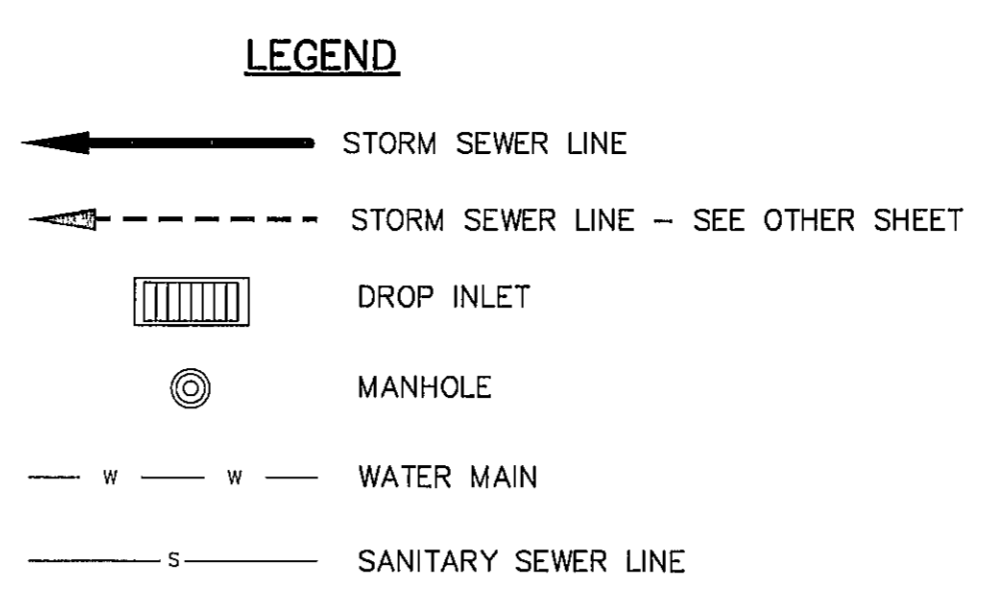 LEGEND
STORM SEWER LINE
STORM SEWER LINE – SEE OTHER SHEET
DROP INLET
MANHOLE
W W WATER MAIN
S SANITARY SEWER LINE